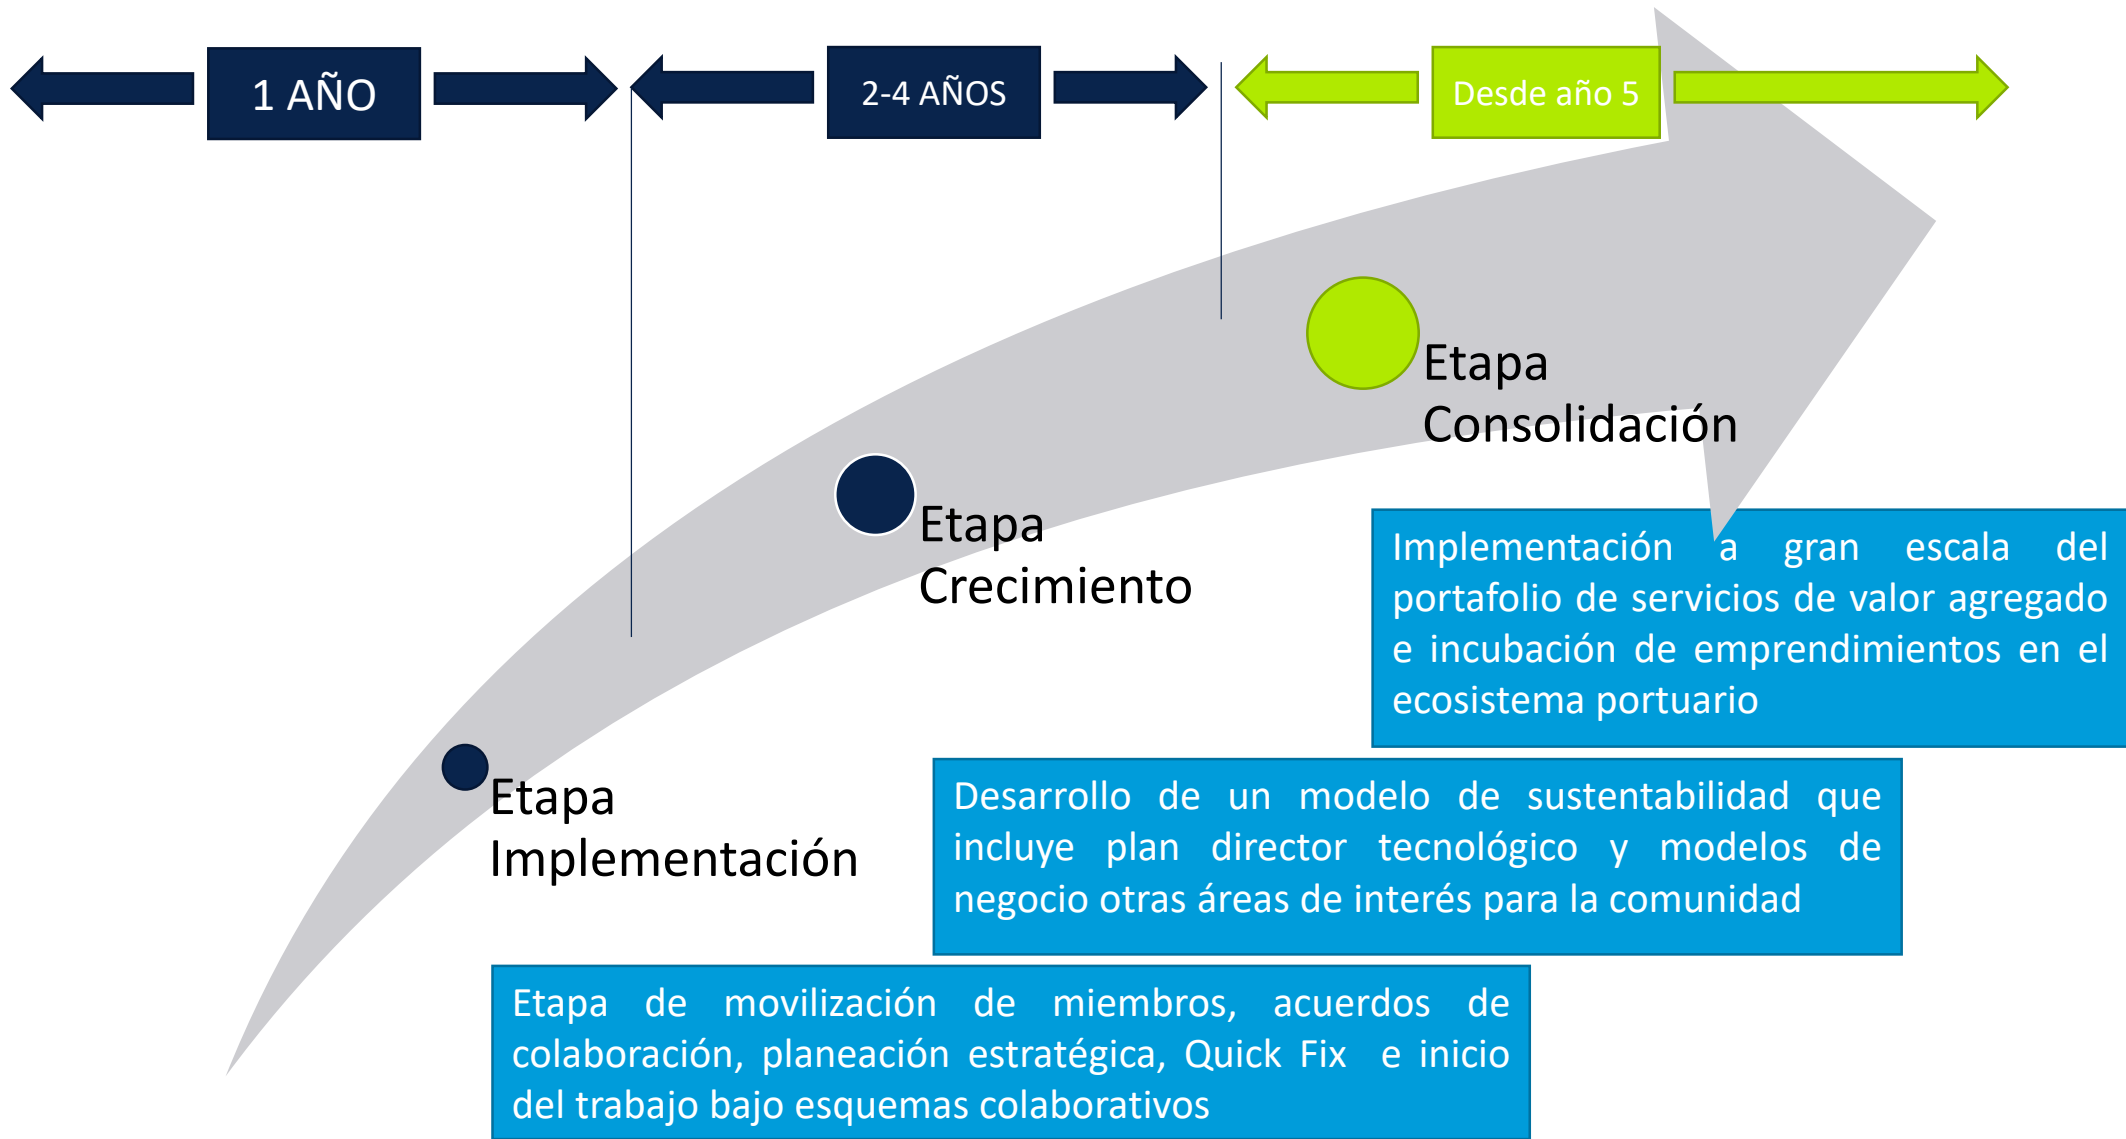 1 AÑO
2-4 AÑOS
Desde año 5
Etapa
Consolidación
Etapa
Crecimiento
Implementación a gran escala del
portafolio de servicios de valor agregado
e incubación de emprendimientos en el
ecosistema portuario
Etapa
Implementación
Desarrollo de un modelo de sustentabilidad que
incluye plan director tecnológico y modelos de
negocio otras áreas de interés para la comunidad
Etapa de movilización de miembros, acuerdos de
colaboración, planeación estratégica, Quick Fix e inicio
del trabajo bajo esquemas colaborativos